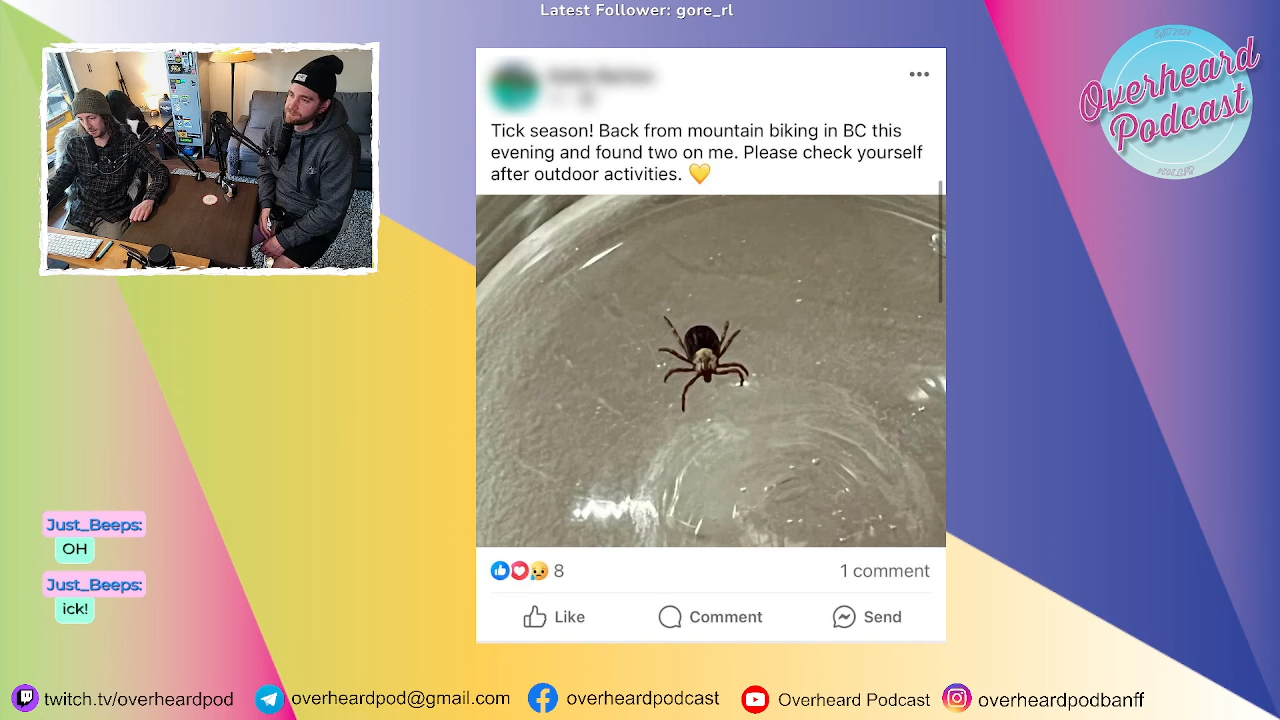 Latest Follower: gore_rl
Overheard
Podcast
Tick season! Back from mountain biking in BC this
evening and found two on me. Please check yourself
after outdoor activities. 💛
8
1 comment
Like
Comment
Send
Just_Beeps:
OH
Just_Beeps:
ick!
twitch.tv/overheardpod
overheardpod@gmail.com
overheardpodcast
Overheard Podcast
overheardpodbanff